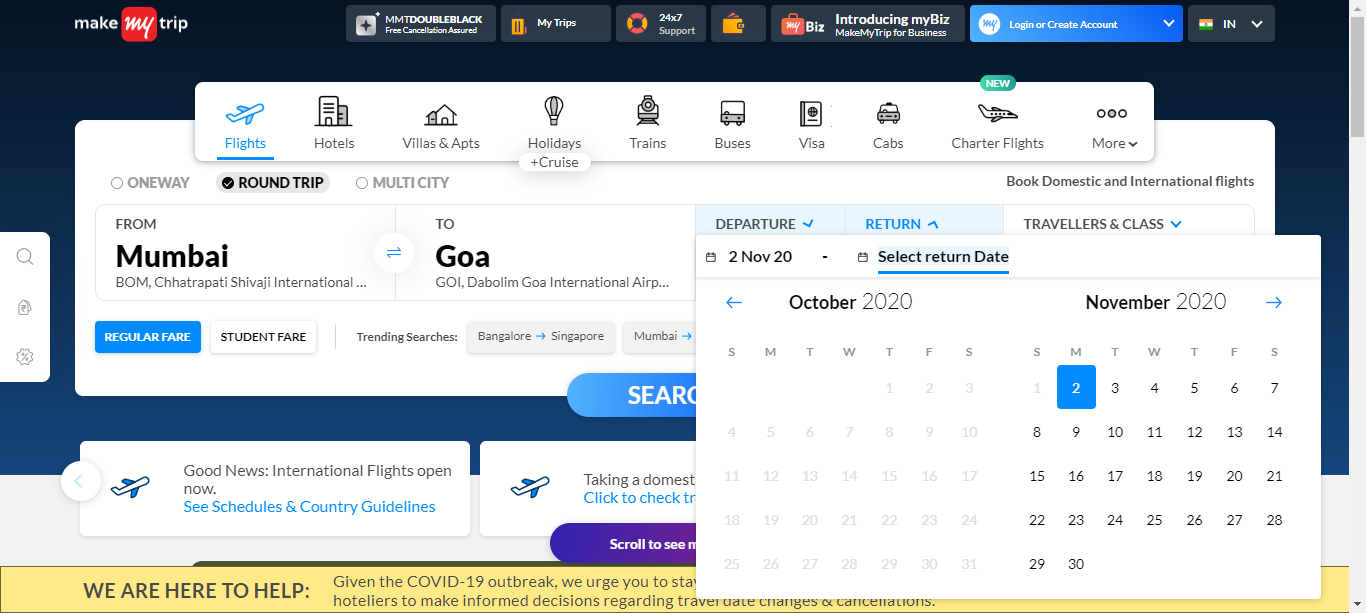 make my trip
MMTDOUBLEBLACK
Free Cancellation Assured
My Trips
24x7
Support
my Biz
Introducing myBiz
MakeMyTrip for Business
my
Login or Create Account
IN
NEW
Flights
Hotels
Villas & Apts
Holidays
Trains
Buses
Visa
Cabs
Charter Flights
More
+Cruise
ONEWAY
ROUND TRIP
MULTI CITY
Book Domestic and International flights
FROM
TO
DEPARTURE
RETURN
TRAVELLERS & CLASS
Mumbai
Goa
BOM, Chhatrapati Shivaji International ...
GOI, Dabolim Goa International Airp...
2 Nov 20 - Select return Date
REGULAR FARE
STUDENT FARE
Trending Searches:
Bangalore → Singapore
Mumbai →
SEARC
October 2020
S M T W T F S
1 2 3
4 5 6 7 8 9 10
11 12 13 14 15 16 17
18 19 20 21 22 23 24
25 26 27 28 29 30 31
November 2020
S M T W T F S
1 2 3 4 5 6 7
8 9 10 11 12 13 14
15 16 17 18 19 20 21
22 23 24 25 26 27 28
29 30
Good News: International Flights open
now.
See Schedules & Country Guidelines
Taking a domest
Click to check tr
Scroll to see m
WE ARE HERE TO HELP:
Given the COVID-19 outbreak, we urge you to stay
hoteliers to make informed decisions regarding travel date changes & cancellations.